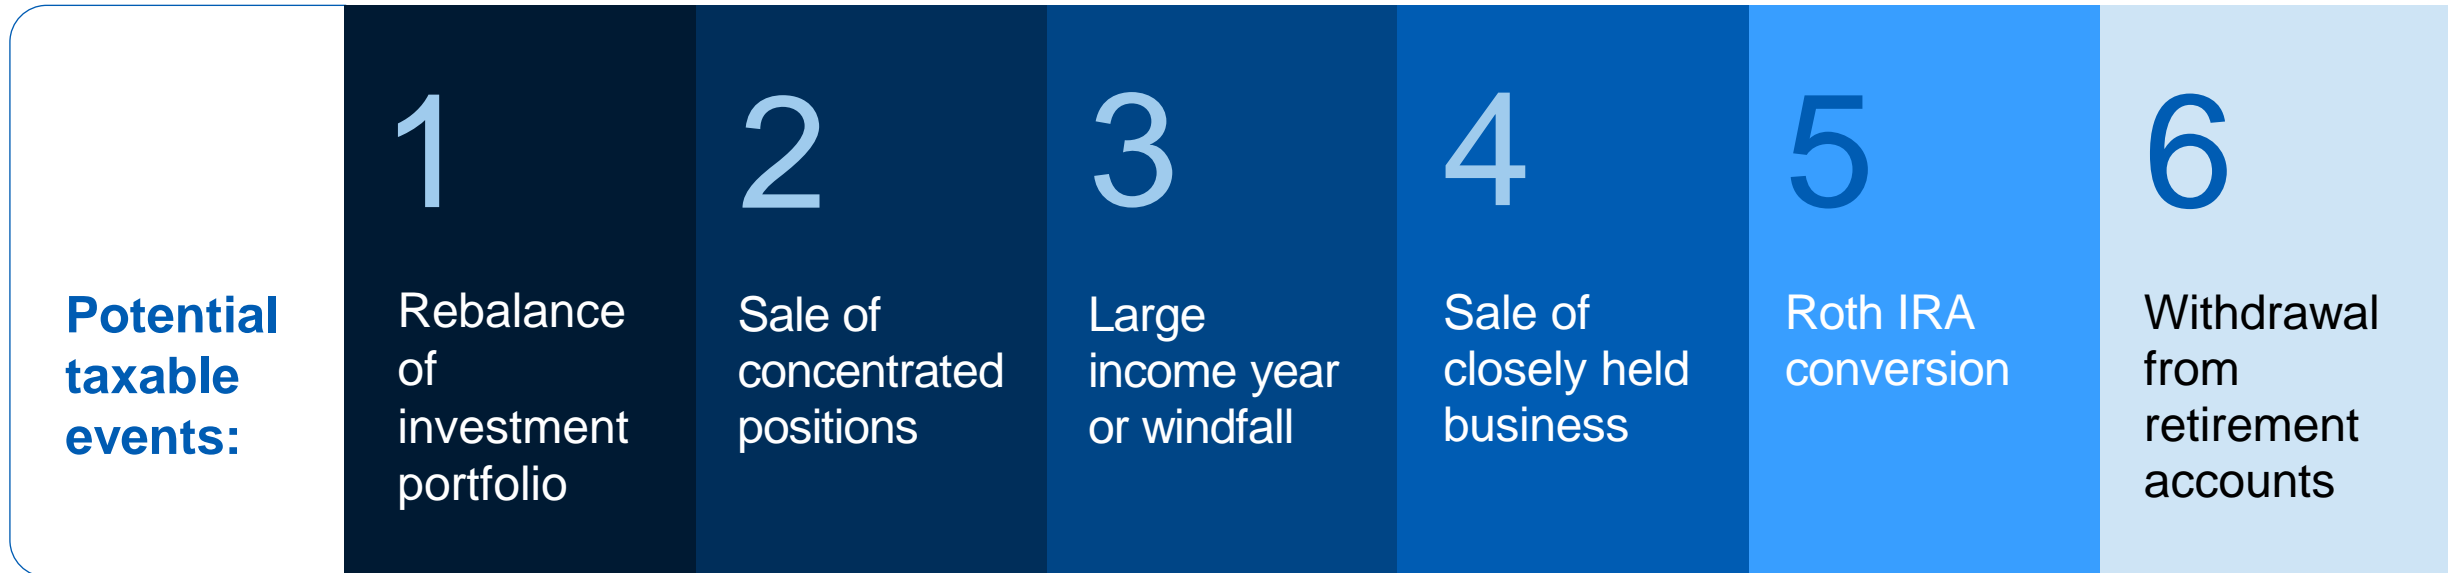 Potential
taxable
events:
1
Rebalance
of
investment
portfolio
2
Sale of
concentrated
positions
3
Large
income year
or windfall
4
Sale of
closely held
business
5
Roth IRA
conversion
6
Withdrawal
from
retirement
accounts